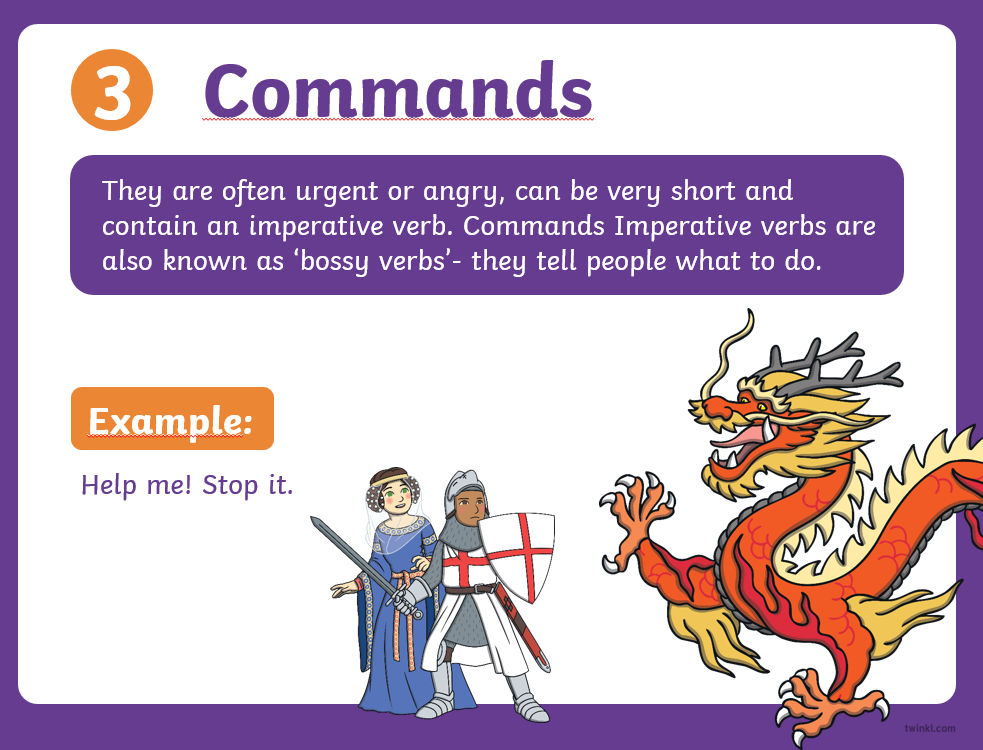 3 Commands
They are often urgent or angry, can be very short and
contain an imperative verb. Commands Imperative verbs are
also known as ‘bossy verbs’- they tell people what to do.
Example:
Help me! Stop it.
twinkl.com